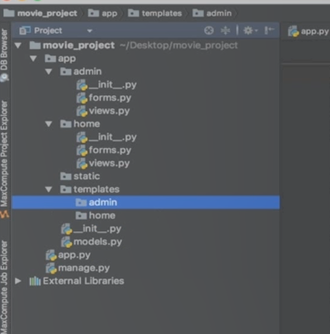 movie_project app templates admin
Project
app.py
movie_project ~/Desktop/movie_project
app
admin
__init__.py
forms.py
views.py
home
__init__.py
forms.py
views.py
static
templates
admin
home
__init__.py
models.py
app.py
manage.py
External Libraries
DB Browser
MaxCompute Project Explorer
MaxCompute Job Explorer